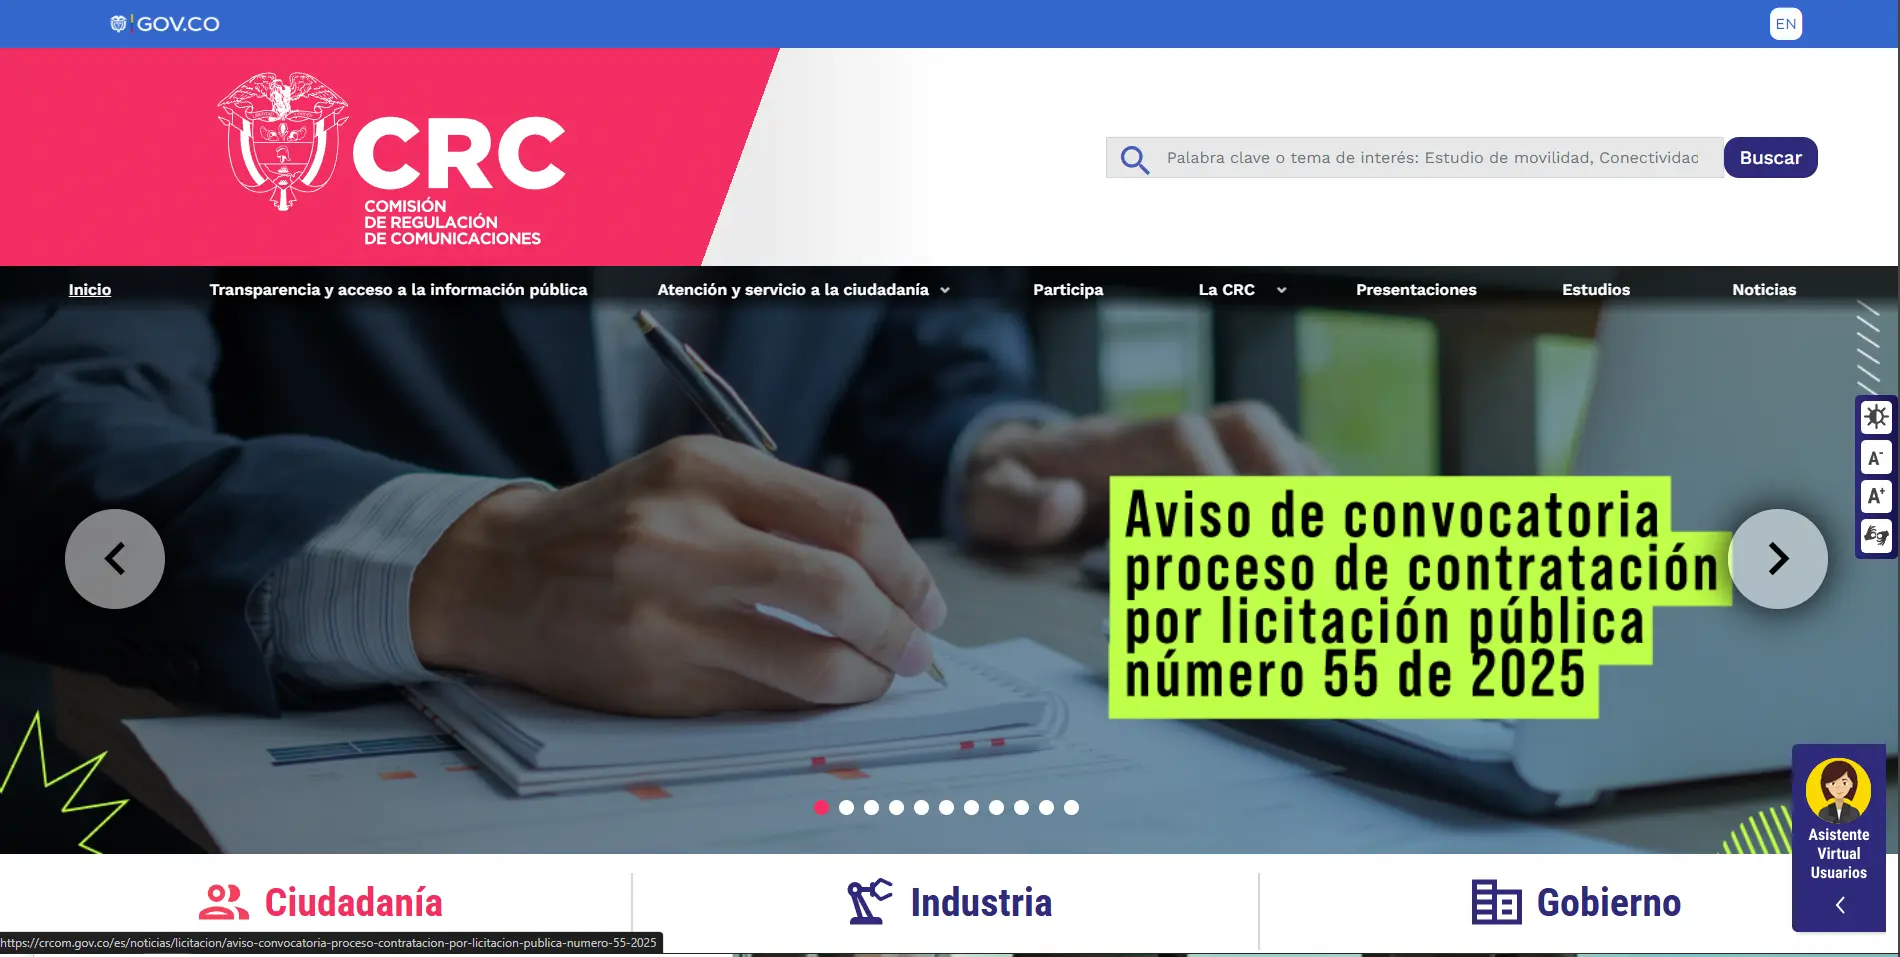 GOV.CO
EN
CRC
COMISIÓN
DE REGULACIÓN
DE COMUNICACIONES
Palabra clave o tema de interés: Estudio de movilidad, Conectividad
Buscar
Inicio
Transparencia y acceso a la información pública
Atención y servicio a la ciudadanía
Participa
La CRC
Presentaciones
Estudios
Noticias
A-
A+
Aviso de convocatoria
proceso de contratación
por licitación pública
número 55 de 2025
Asistente
Virtual
Usuarios
Ciudadanía
Industria
Gobierno
https://crcom.gov.co/es/noticias/licitacion/aviso-convocatoria-proceso-contratacion-por-licitacion-publica-numero-55-2025